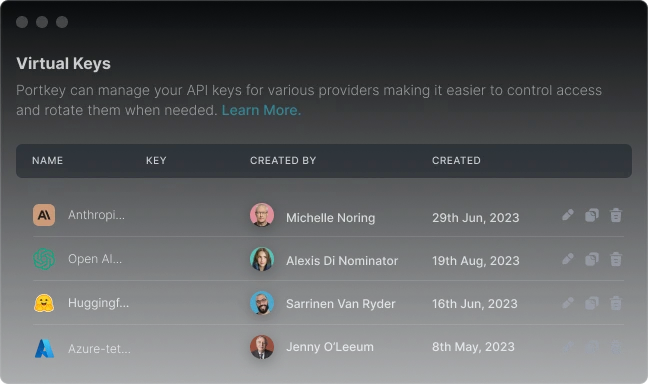 Virtual Keys
Portkey can manage your API keys for various providers making it easier to control access
and rotate them when needed. Learn More.
NAME KEY CREATED BY CREATED
Anthropi... Michelle Noring 29th Jun, 2023
Open AI... Alexis Di Nominator 19th Aug, 2023
Huggingf... Sarrinen Van Ryder 16th Jun, 2023
Azure-tet... Jenny O'Leeum 8th May, 2023